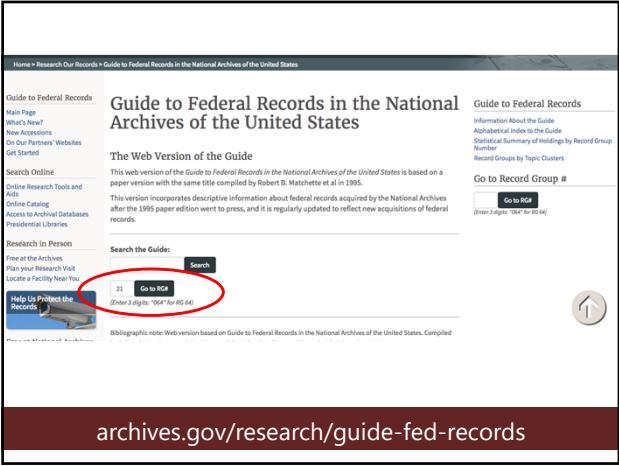 Home > Research Our Records > Guide to Federal Records in the National Archives of the United States
Guide to Federal Records
Main Page
What's New?
New Accessions
On Our Partners' Websites
Get Started
Search Online
Online Research Tools and
Aids
Online Catalog
Access to Archival Databases
Presidential Libraries
Research in Person
Free at the Archives
Plan your Research Visit
Locate a Facility Near You
Help Us Protect the
Records
Guide to Federal Records in the National
Archives of the United States
The Web Version of the Guide
This web version of the Guide to Federal Records in the National Archives of the United States is based on a
paper version with the same title compiled by Robert B. Matchette et al in 1995.
This version incorporates descriptive information about federal records acquired by the National Archives
after the 1995 paper edition went to press, and it is regularly updated to reflect new acquisitions of federal
records.
Search the Guide:
Search
21 Go to RG#
(Enter 3 digits: "064" for RG 64)
Bibliographic note: Web version based on Guide to Federal Records in the National Archives of the United States. Compiled
Guide to Federal Records
Information About the Guide
Alphabetical Index to the Guide
Statistical Summary of Holdings by Record Group
Number
Record Groups by Topic Clusters
Go to Record Group #
Go to RG#
(Enter 3 digits: "064" for RG 64)
archives.gov/research/guide-fed-records